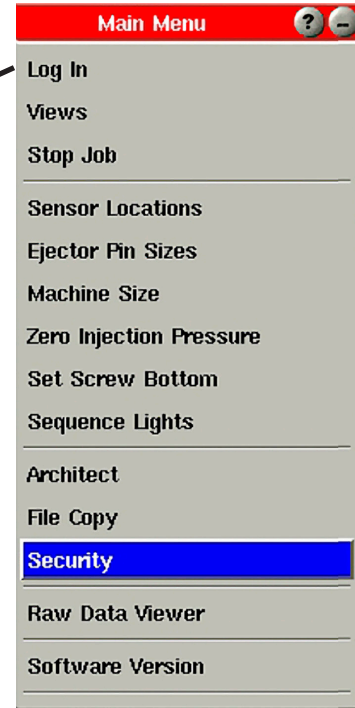 Main Menu ? –
Log In
Views
Stop Job
Sensor Locations
Ejector Pin Sizes
Machine Size
Zero Injection Pressure
Set Screw Bottom
Sequence Lights
Architect
File Copy
Security
Raw Data Viewer
Software Version